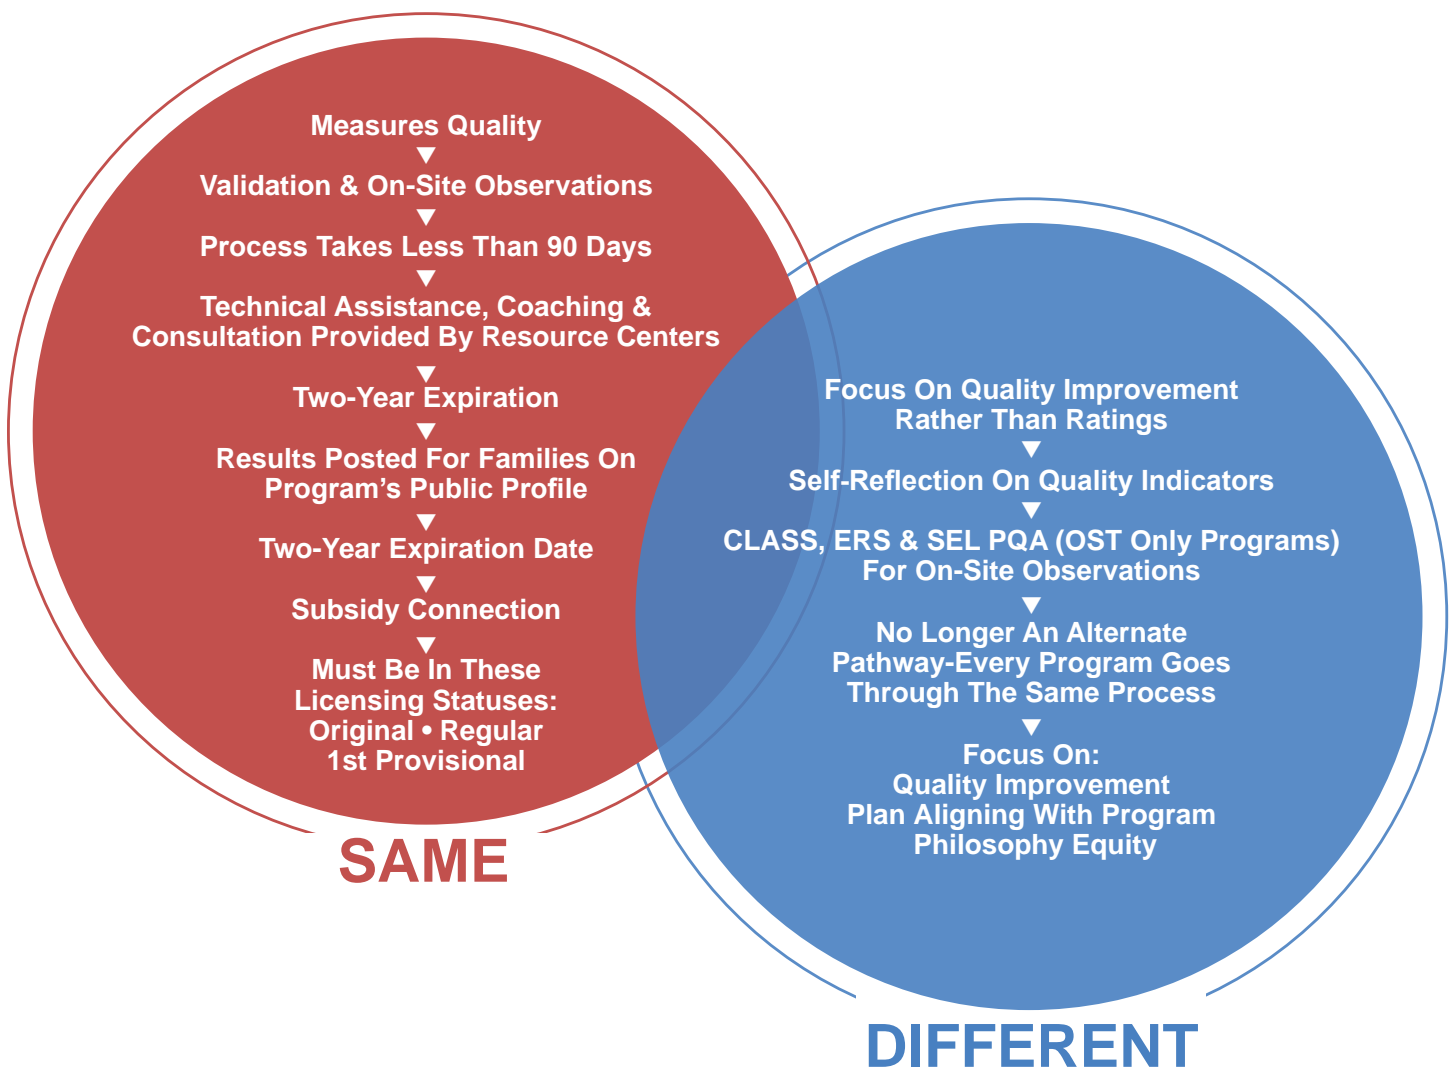 Measures Quality
Validation & On-Site Observations
Process Takes Less Than 90 Days
Technical Assistance, Coaching &
Consultation Provided By Resource Centers
Two-Year Expiration
Results Posted For Families On
Program’s Public Profile
Two-Year Expiration Date
Subsidy Connection
Must Be In These
Licensing Statuses:
Original • Regular
1st Provisional
SAME
Focus On Quality Improvement
Rather Than Ratings
Self-Reflection On Quality Indicators
CLASS, ERS & SEL PQA (OST Only Programs)
For On-Site Observations
No Longer An Alternate
Pathway-Every Program Goes
Through The Same Process
Focus On:
Quality Improvement
Plan Aligning With Program
Philosophy Equity
DIFFERENT